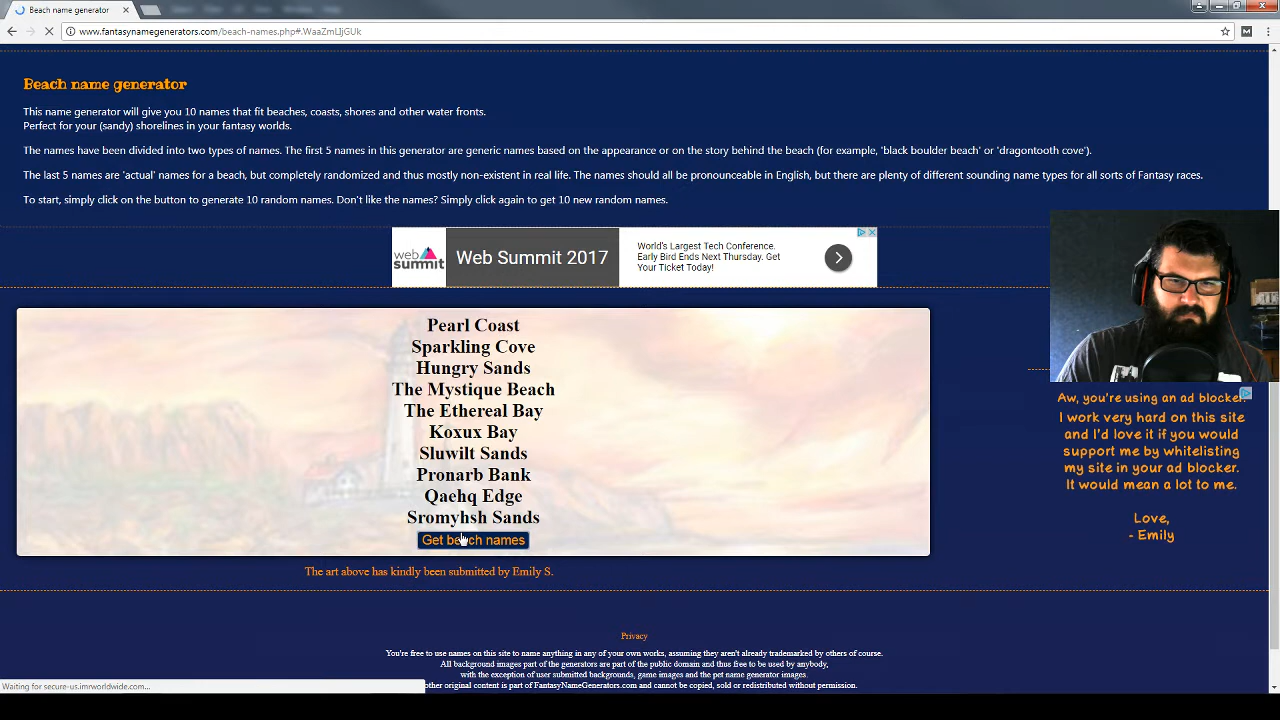 Beach name generator
www.fantasynamegenerators.com/beach-names.php#.WaaZmLJjGUk
Beach name generator
This name generator will give you 10 names that fit beaches, coasts, shores and other water fronts.
Perfect for your (sandy) shorelines in your fantasy worlds.
The names have been divided into two types of names. The first 5 names in this generator are generic names based on the appearance or on the story behind the beach (for example, 'black boulder beach' or 'dragontooth cove').
The last 5 names are 'actual' names for a beach, but completely randomized and thus mostly non-existent in real life. The names should all be pronounceable in English, but there are plenty of different sounding name types for all sorts of Fantasy races.
To start, simply click on the button to generate 10 random names. Don't like the names? Simply click again to get 10 new random names.
web summit
Web Summit 2017
World's Largest Tech Conference.
Early Bird Ends Next Thursday. Get
Your Ticket Today!
Pearl Coast
Sparkling Cove
Hungry Sands
The Mystique Beach
The Ethereal Bay
Koxux Bay
Sluwilt Sands
Pronarb Bank
Qaehq Edge
Sromyhsh Sands
Get beach names
The art above has kindly been submitted by Emily S.
Aw, you're using an ad blocker.
I work very hard on this site
and I'd love it if you would
support me by whitelisting
my site in your ad blocker.
It would mean a lot to me.
Love,
- Emily
Privacy
You're free to use names on this site to name anything in any of your own works, assuming they aren't already trademarked by others of course.
All background images part of the generators are part of the public domain and thus free to be used by anybody,
with the exception of user submitted backgrounds, game images and the pet name generator images.
other original content is part of FantasyNameGenerators.com and cannot be copied, sold or redistributed without permission.
Waiting for secure-us.imrworldwide.com...